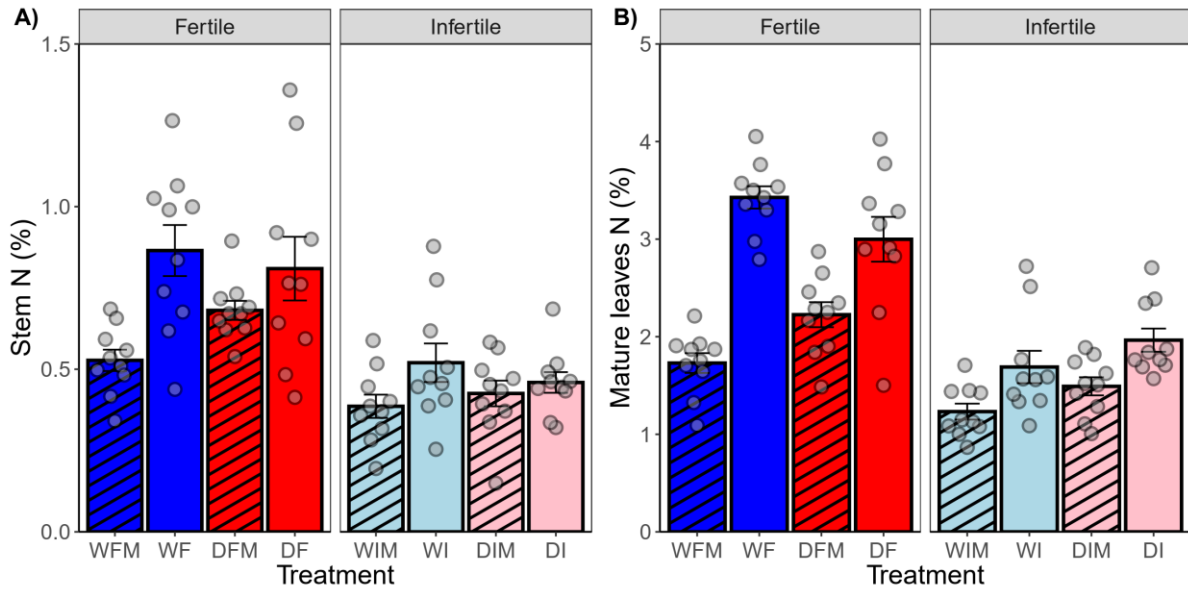 A)
Fertile
Infertile
Stem N (%)
1.5
1.0
0.5
0.0
WFM WF DFM DF WIM WI DIM DI
Treatment
B)
Fertile
Infertile
Mature leaves N (%)
5
4
3
2
1
0
WFM WF DFM DF WIM WI DIM DI
Treatment